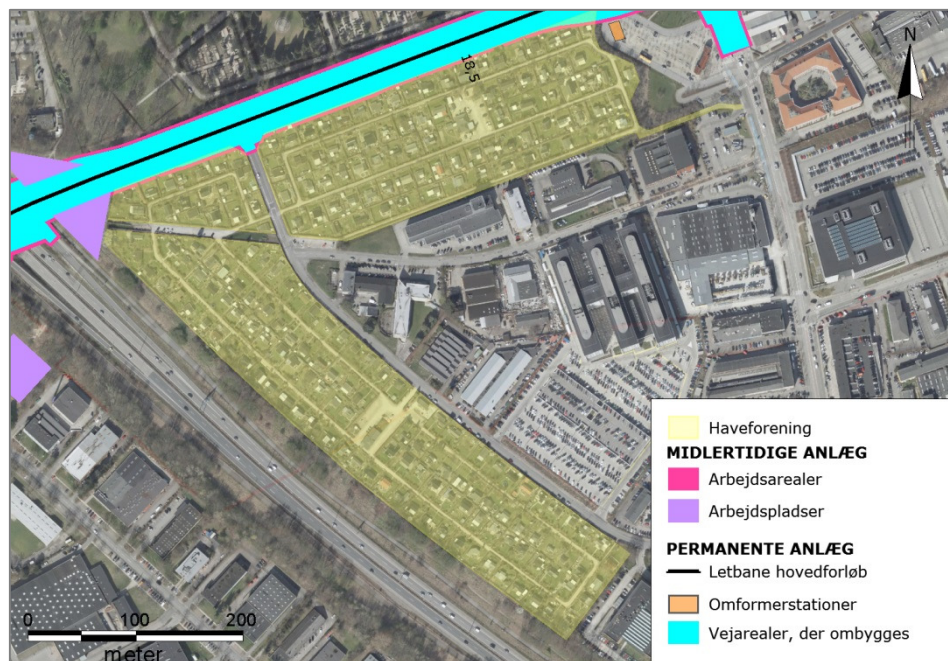 N
18,5
Haveforening
MIDLERTIDIGE ANLÆG
Arbejdsarealer
Arbejdspladser
PERMANENTE ANLÆG
Letbane hovedforløb
Omformerstationer
Vejarealer, der ombygges
0 100 200
meter